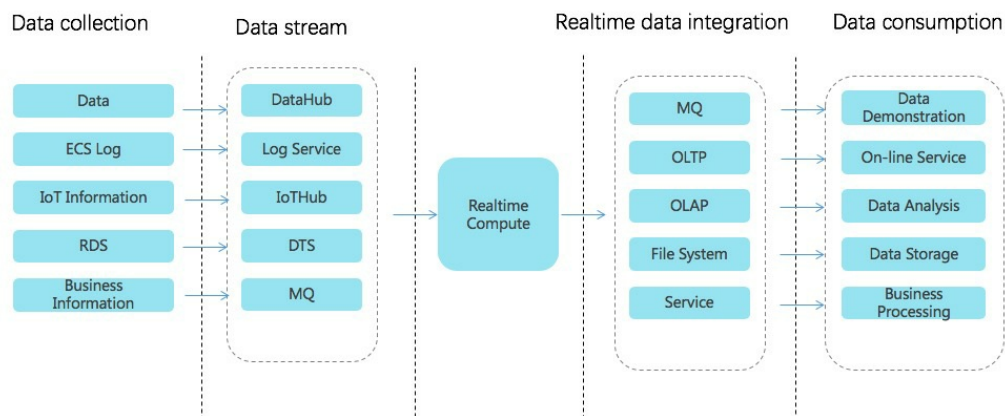 Data collection
Data stream
Realtime data integration
Data consumption
Data
ECS Log
IoT Information
RDS
Business
Information
DataHub
Log Service
IoTHub
DTS
MQ
Realtime
Compute
MQ
OLTP
OLAP
File System
Service
Data
Demonstration
On-line Service
Data Analysis
Data Storage
Business
Processing